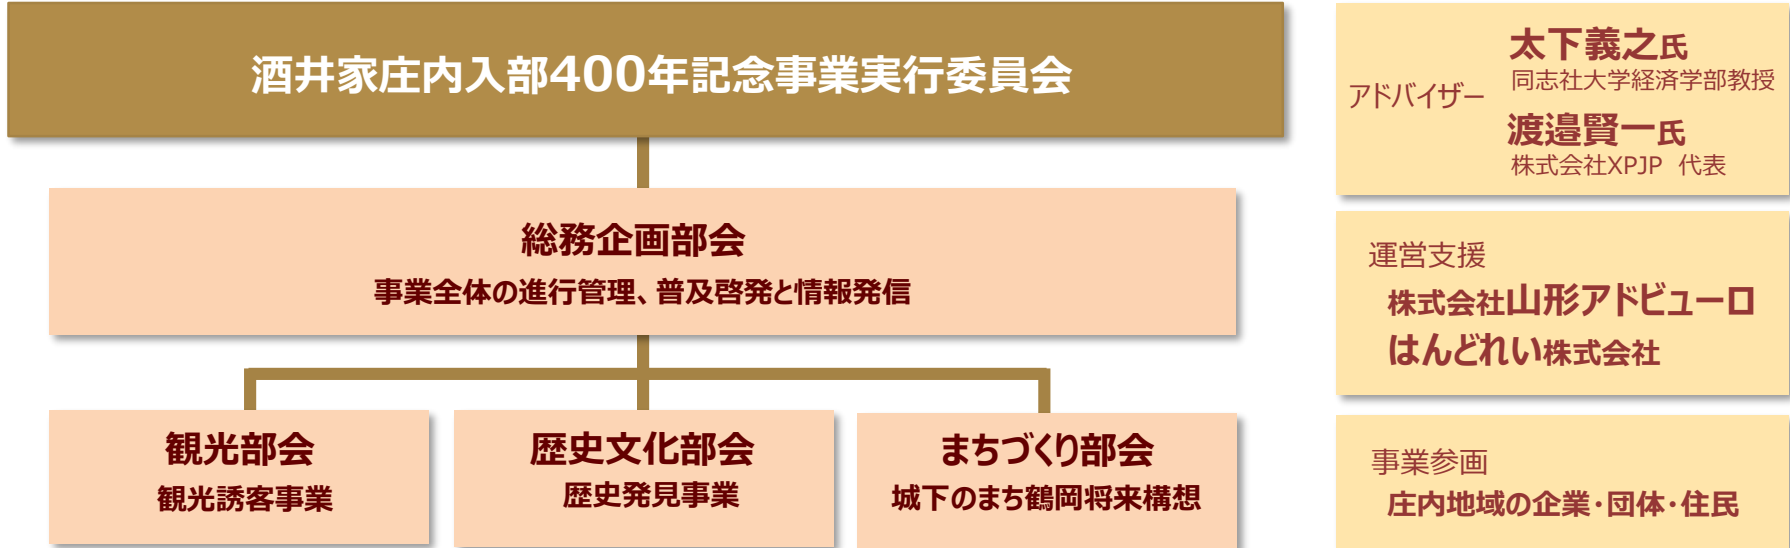 酒井家庄内入部400年記念事業実行委員会
総務企画部会
事業全体の進行管理、普及啓発と情報発信
観光部会
観光誘客事業
歴史文化部会
歴史発見事業
まちづくり部会
城下のまち鶴岡将来構想
アドバイザー
太下義之氏
同志社大学経済学部教授
渡邉賢一氏
株式会社XPJP 代表
運営支援
株式会社山形アドビューロ
はんどれい株式会社
事業参画
庄内地域の企業・団体・住民